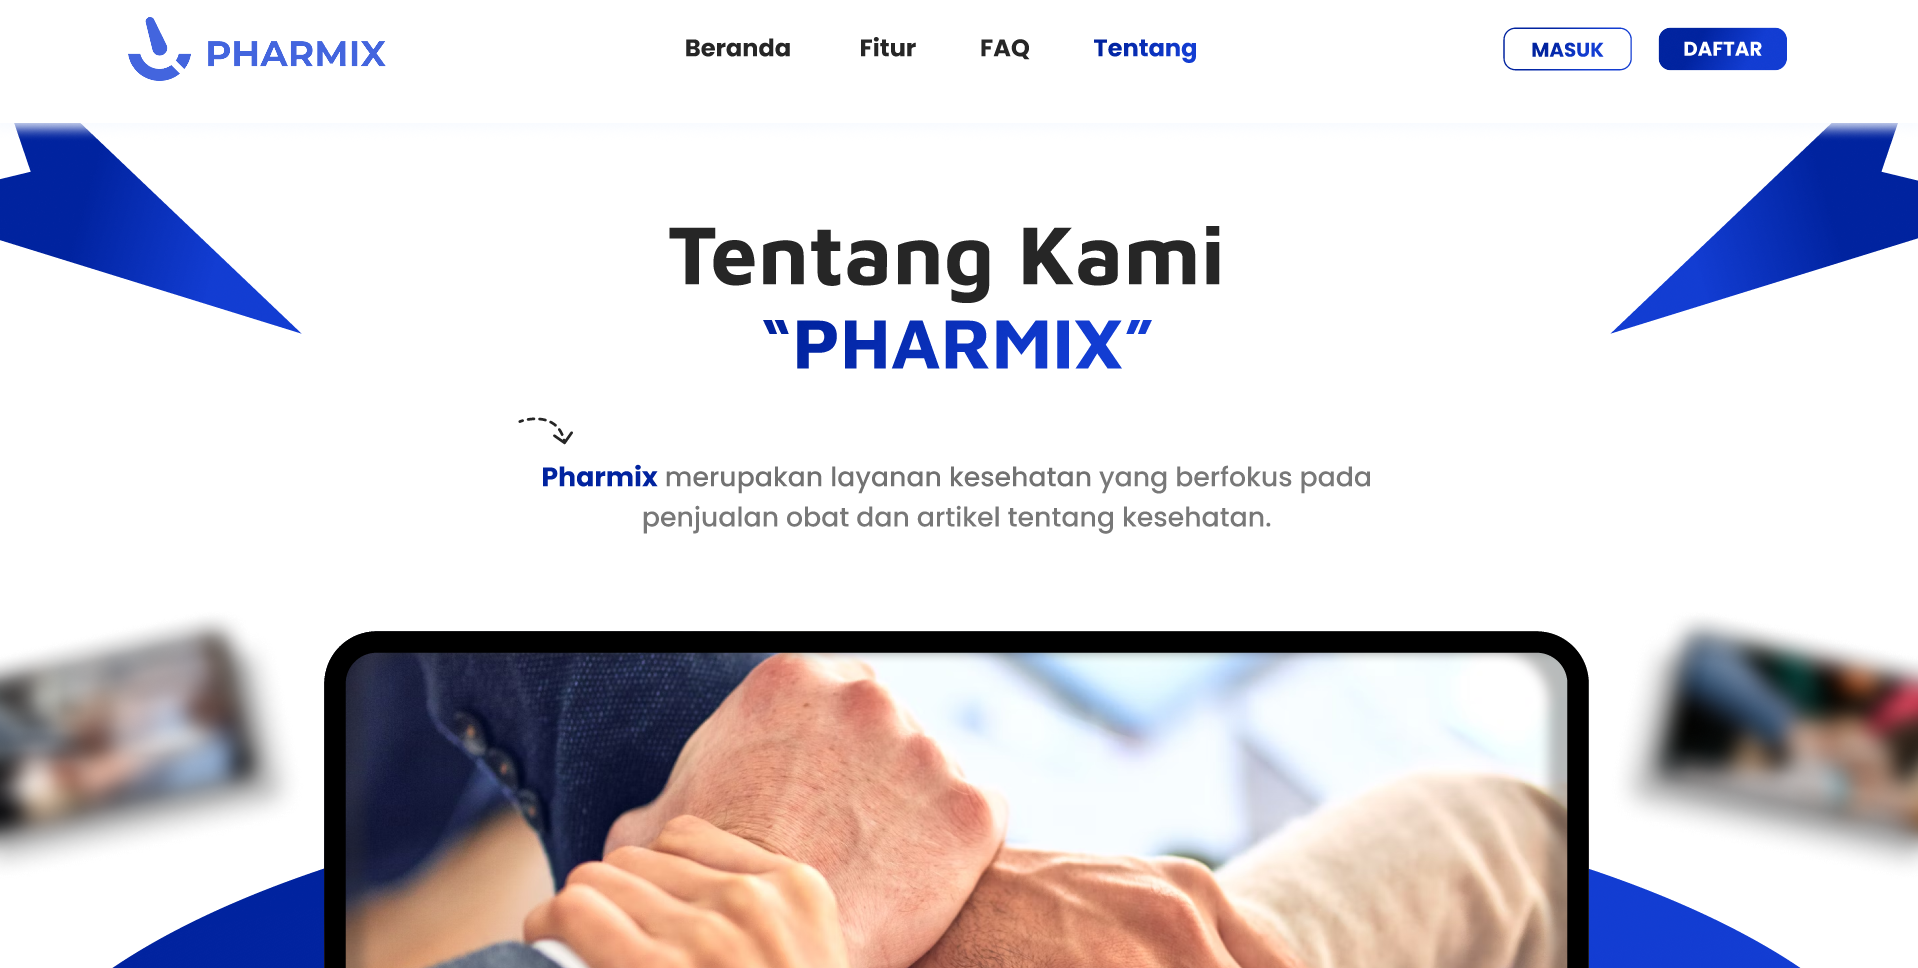 PHARMIX
Beranda
Fitur
FAQ
Tentang
MASUK
DAFTAR
Tentang Kami
“PHARMIX”
Pharmix merupakan layanan kesehatan yang berfokus pada
penjualan obat dan artikel tentang kesehatan.